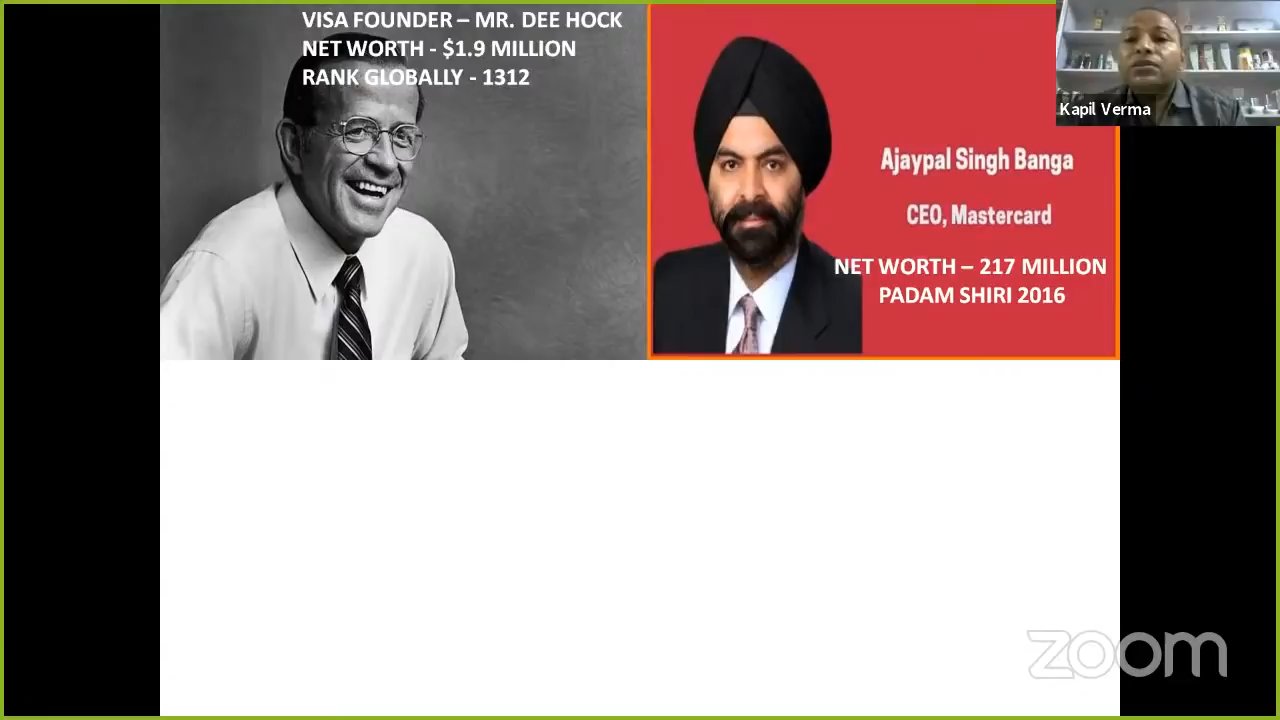 VISA FOUNDER – MR. DEE HOCK
NET WORTH - $1.9 MILLION
RANK GLOBALLY - 1312
Ajaypal Singh Banga
CEO, Mastercard
NET WORTH – 217 MILLION
PADAM SHIRI 2016
Kapil Verma
zoom